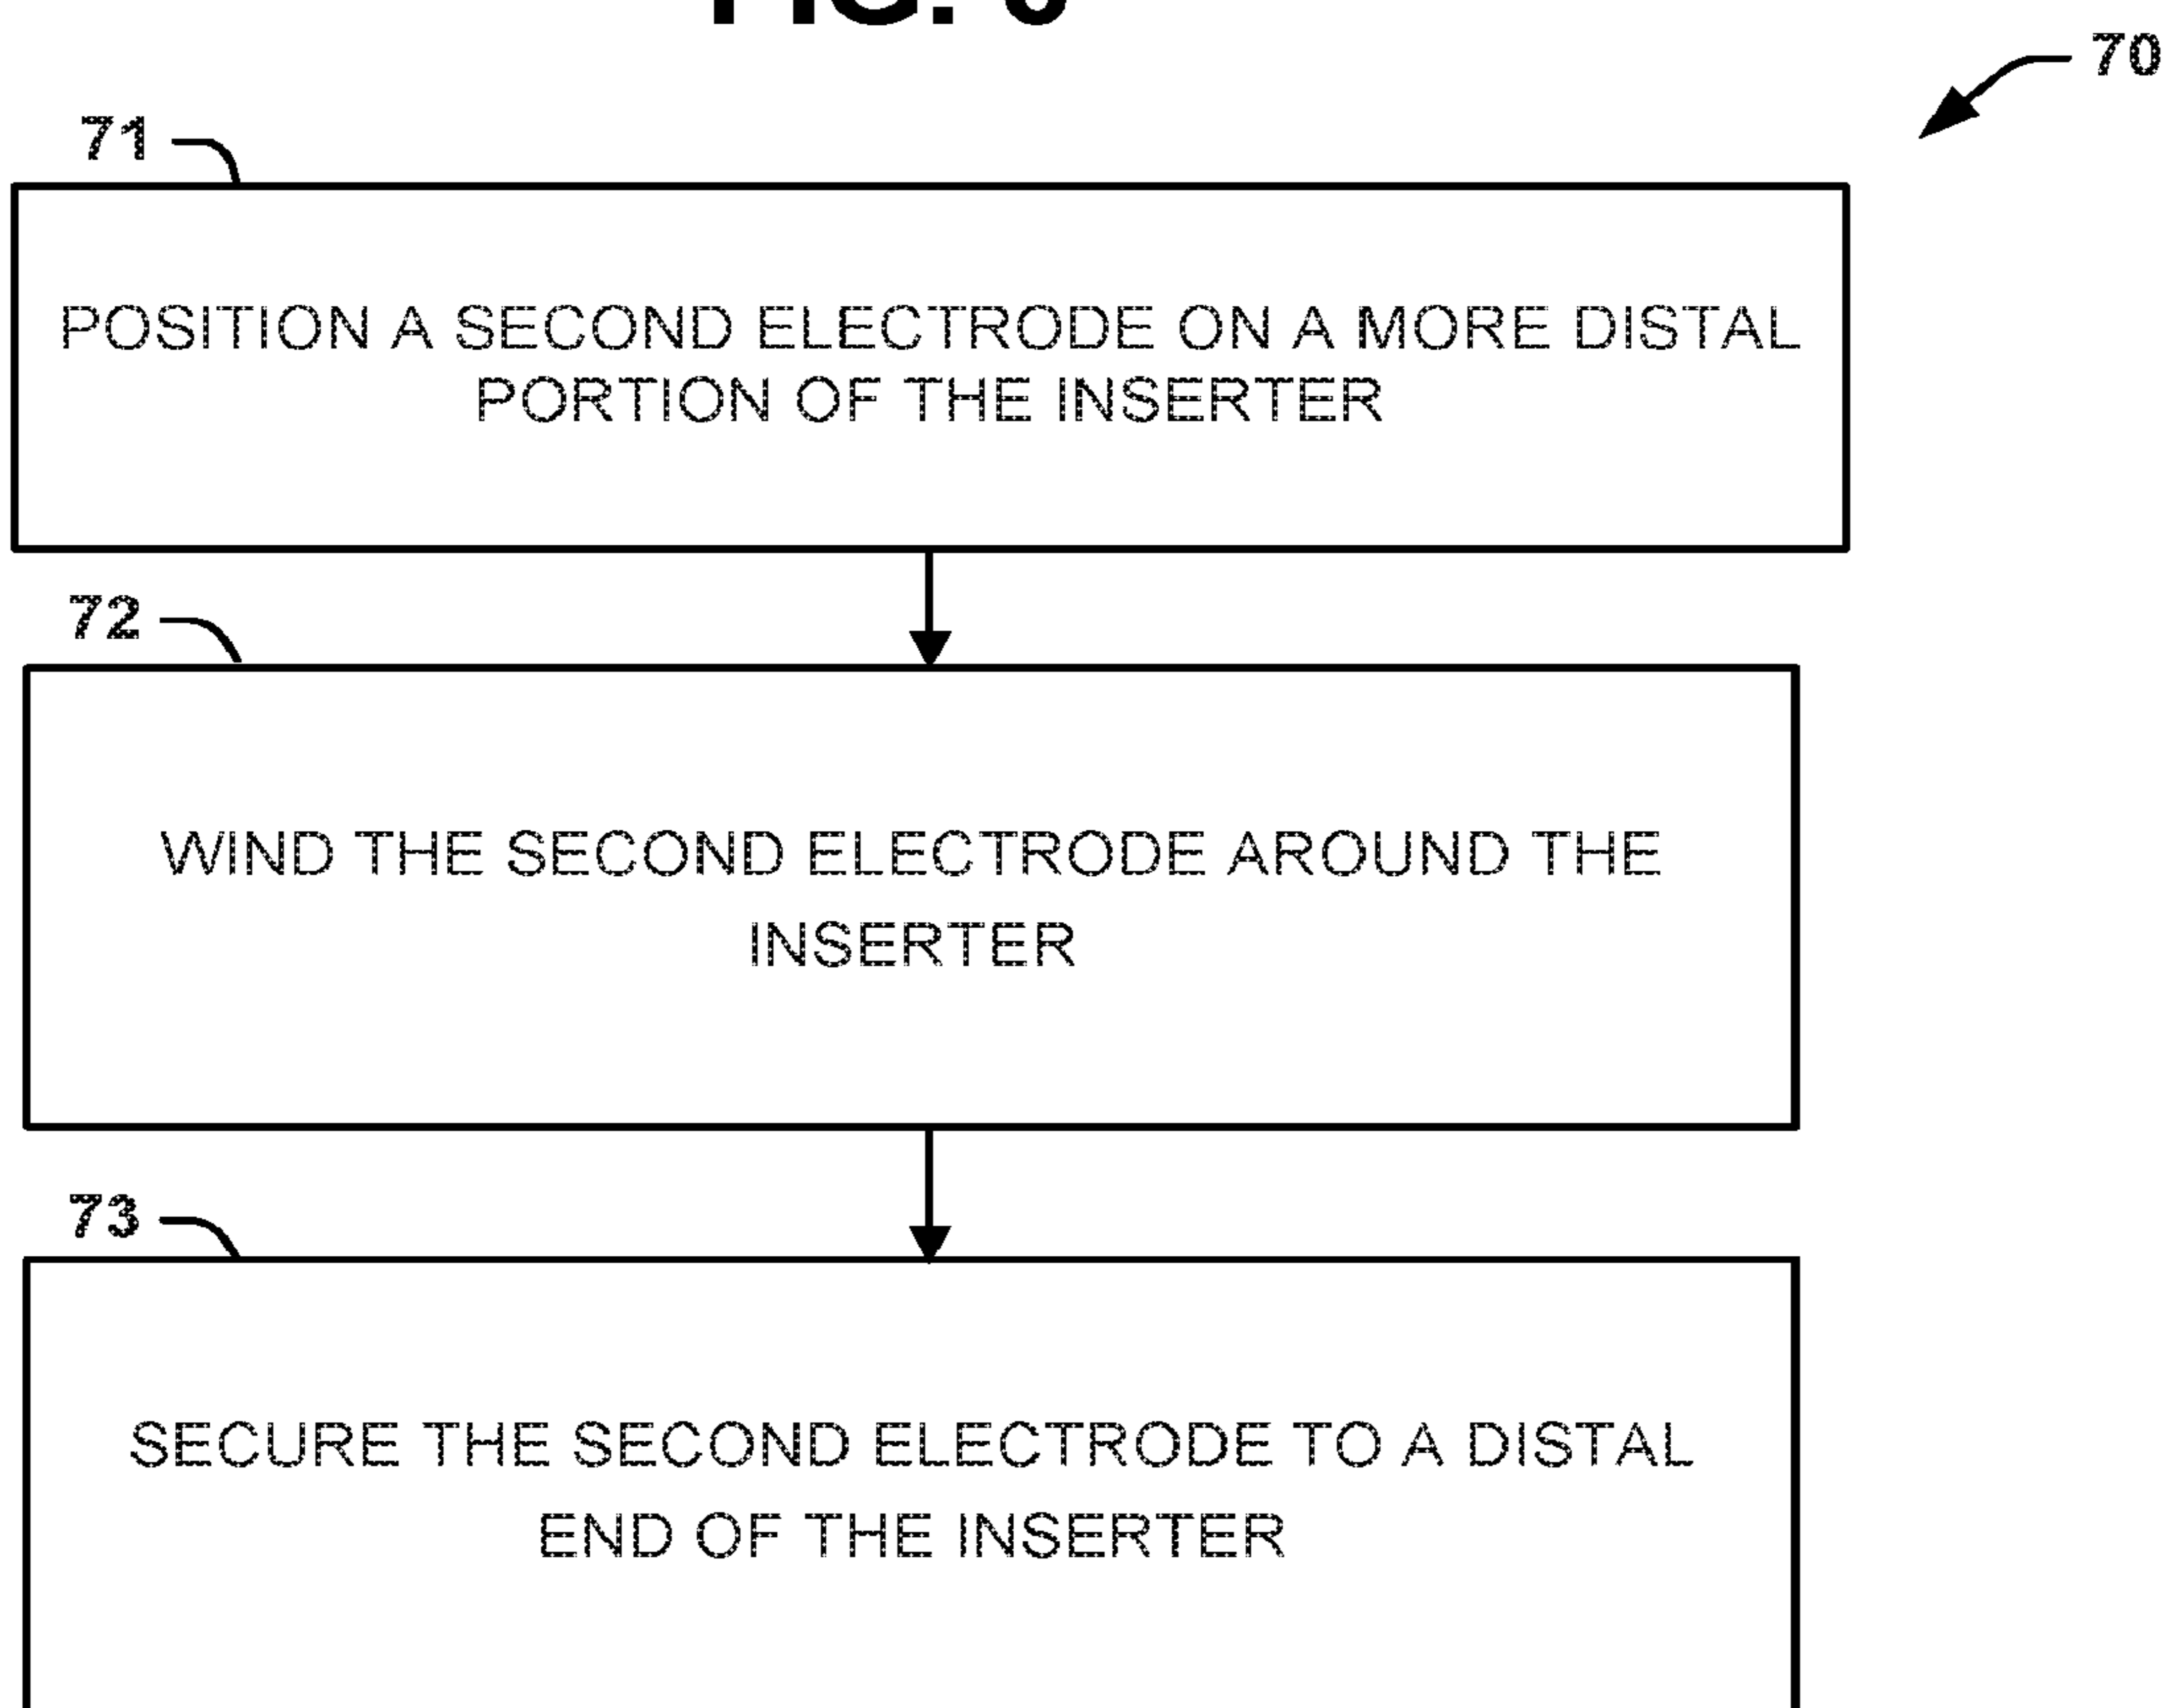 FIG.
70
71
POSITION A SECOND ELECTRODE ON A MORE DISTAL
PORTION OF THE INSERTER
72
WIND THE SECOND ELECTRODE AROUND THE
INSERTER
73
SECURE THE SECOND ELECTRODE TO A DISTAL
END OF THE INSERTER